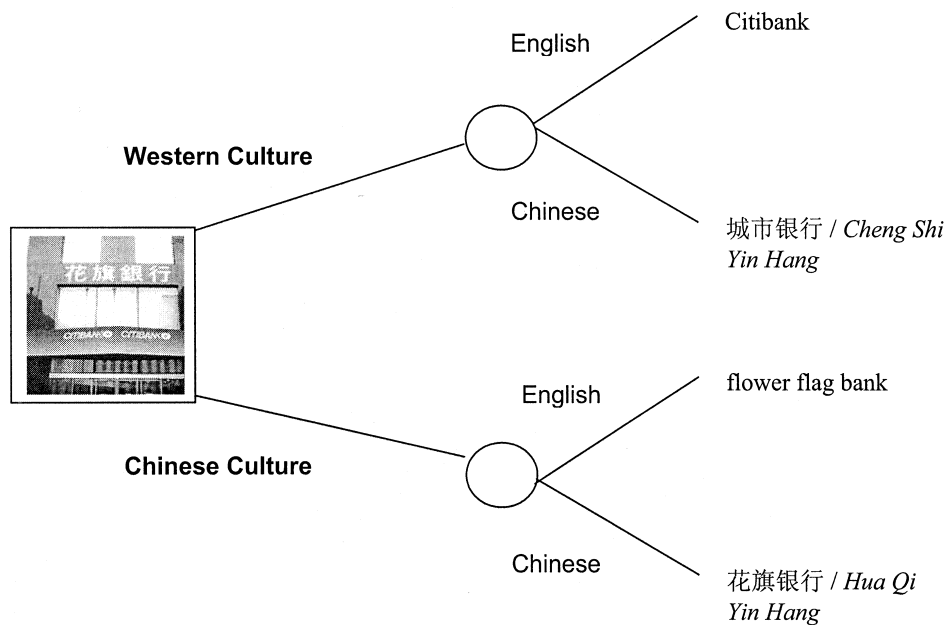 English
Citibank
Western Culture
Chinese
城市银行 / Cheng Shi
Yin Hang
花旗銀行
CITIBANK CITIBANK
English
flower flag bank
Chinese Culture
Chinese
花旗银行 / Hua Qi
Yin Hang